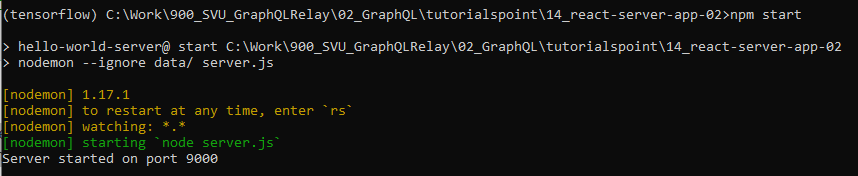 (tensorflow) C:\Work\900_SVU_GraphQLRelay\02_GraphQL\tutorialspoint\14_react-server-app-02>npm start
> hello-world-server@ start C:\Work\900_SVU_GraphQLRelay\02_GraphQL\tutorialspoint\14_react-server-app-02
> nodemon --ignore data/ server.js
[nodemon] 1.17.1
[nodemon] to restart at any time, enter `rs`
[nodemon] watching: *.*
[nodemon] starting `node server.js`
Server started on port 9000